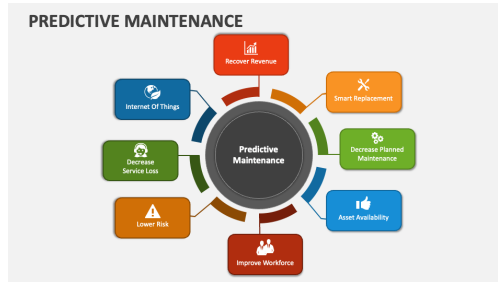 PREDICTIVE MAINTENANCE
Recover Revenue
Internet Of Things
Smart Replacement
Decrease
Service Loss
Predictive
Maintenance
Decrease Planned
Maintenance
Lower Risk
Asset Availability
Improve Workforce